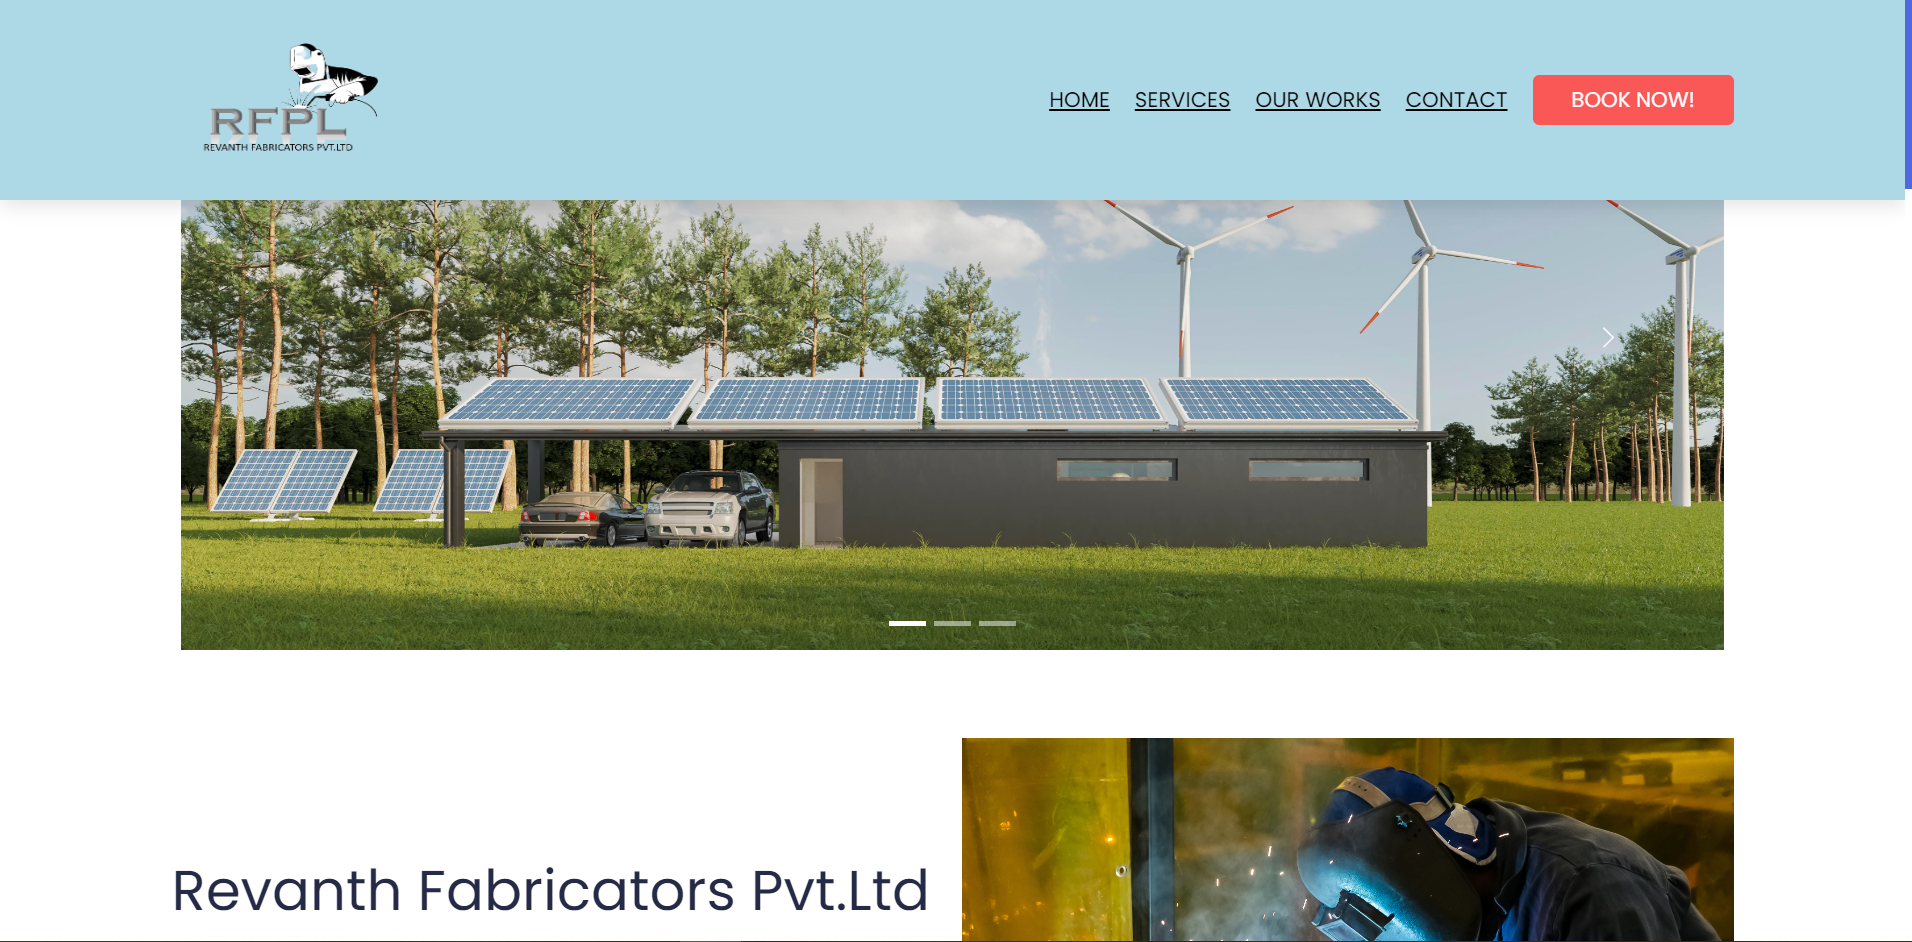 RFPL
REVANTH FABRICATORS PVT.LTD
HOME SERVICES OUR WORKS CONTACT BOOK NOW!
Revanth Fabricators Pvt.Ltd